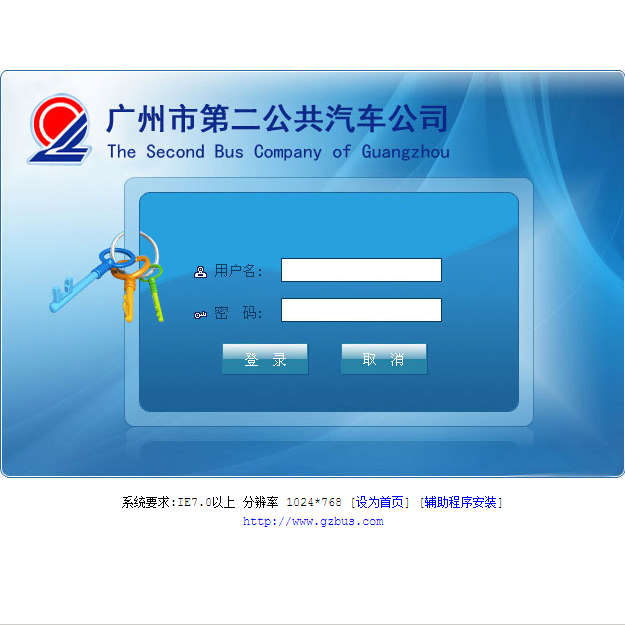 广州市第二公共汽车公司
The Second Bus Company of Guangzhou
用户名:
密 码:
登 录 取 消
系统要求:IE7.0以上 分辨率 1024*768 [设为首页] [辅助程序安装]
http://www.gzbus.com